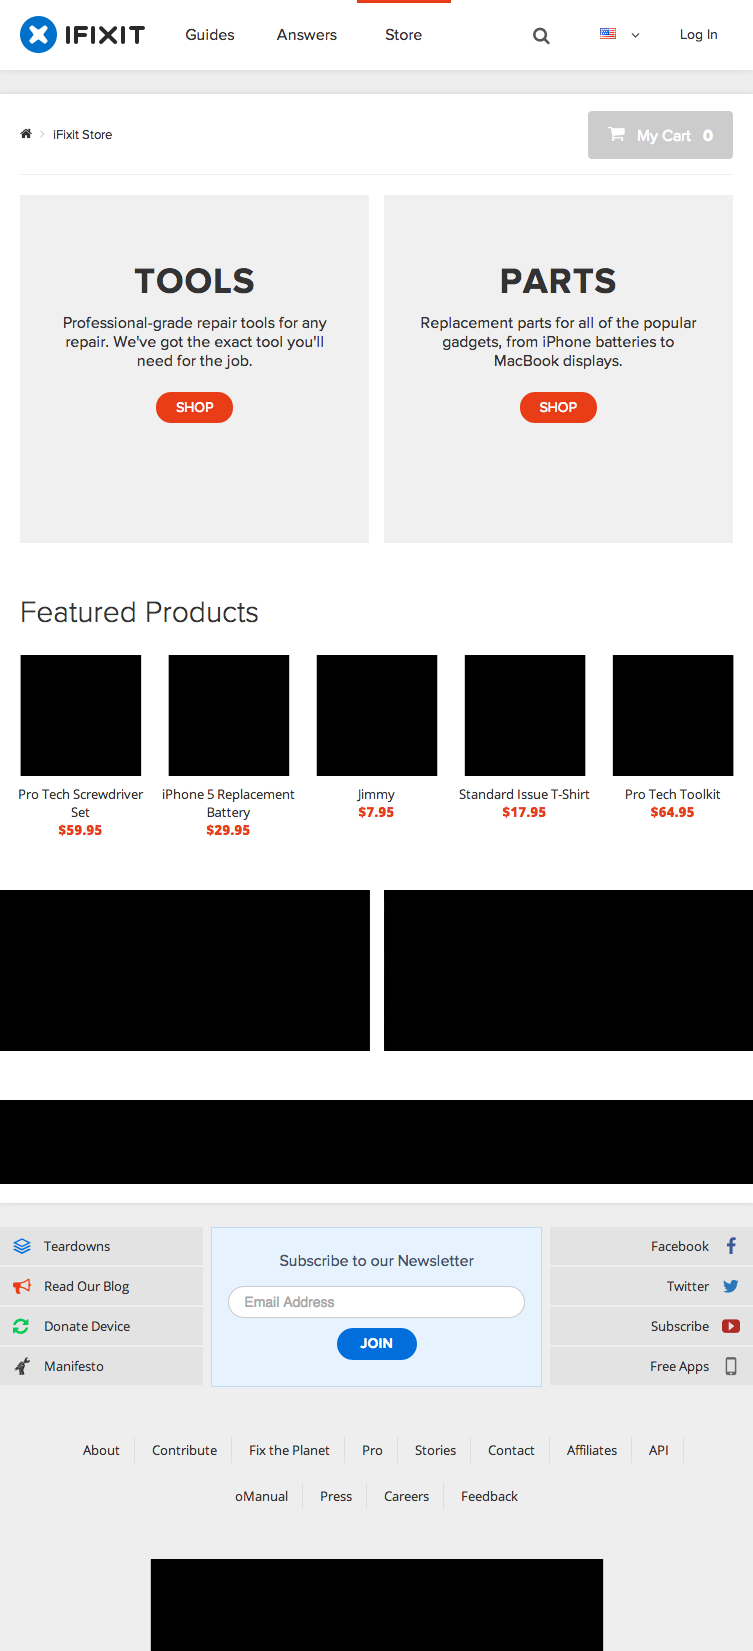 IFIXIT
Guides
Answers
Store
Log In
iFixit Store
My Cart 0
TOOLS
Professional-grade repair tools for any
repair. We've got the exact tool you'll
need for the job.
SHOP
PARTS
Replacement parts for all of the popular
gadgets, from iPhone batteries to
MacBook displays.
SHOP
Featured Products
Pro Tech Screwdriver
Set
$59.95
iPhone 5 Replacement
Battery
$29.95
Jimmy
$7.95
Standard Issue T-Shirt
$17.95
Pro Tech Toolkit
$64.95
Teardowns
Read Our Blog
Donate Device
Manifesto
Subscribe to our Newsletter
Email Address
JOIN
Facebook
Twitter
Subscribe
Free Apps
About
Contribute
Fix the Planet
Pro
Stories
Contact
Affiliates
API
oManual
Press
Careers
Feedback